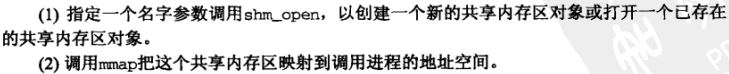 (1) 指定一个名字参数调用shm_open，以创建一个新的共享内存区对象或打开一个已存在
的共享内存区对象。
(2) 调用mmap把这个共享内存区映射到调用进程的地址空间。